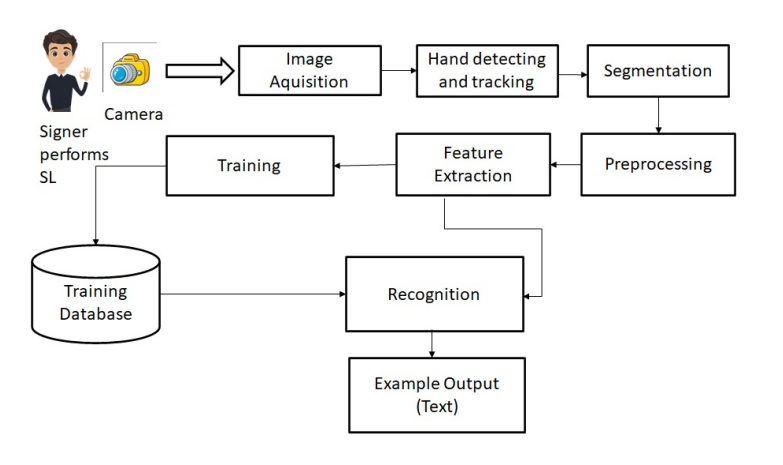 Image
Aquisition
Hand detecting
and tracking
Segmentation
Camera
Signer
performs
SL
Training
Feature
Extraction
Preprocessing
Training
Database
Recognition
Example Output
(Text)